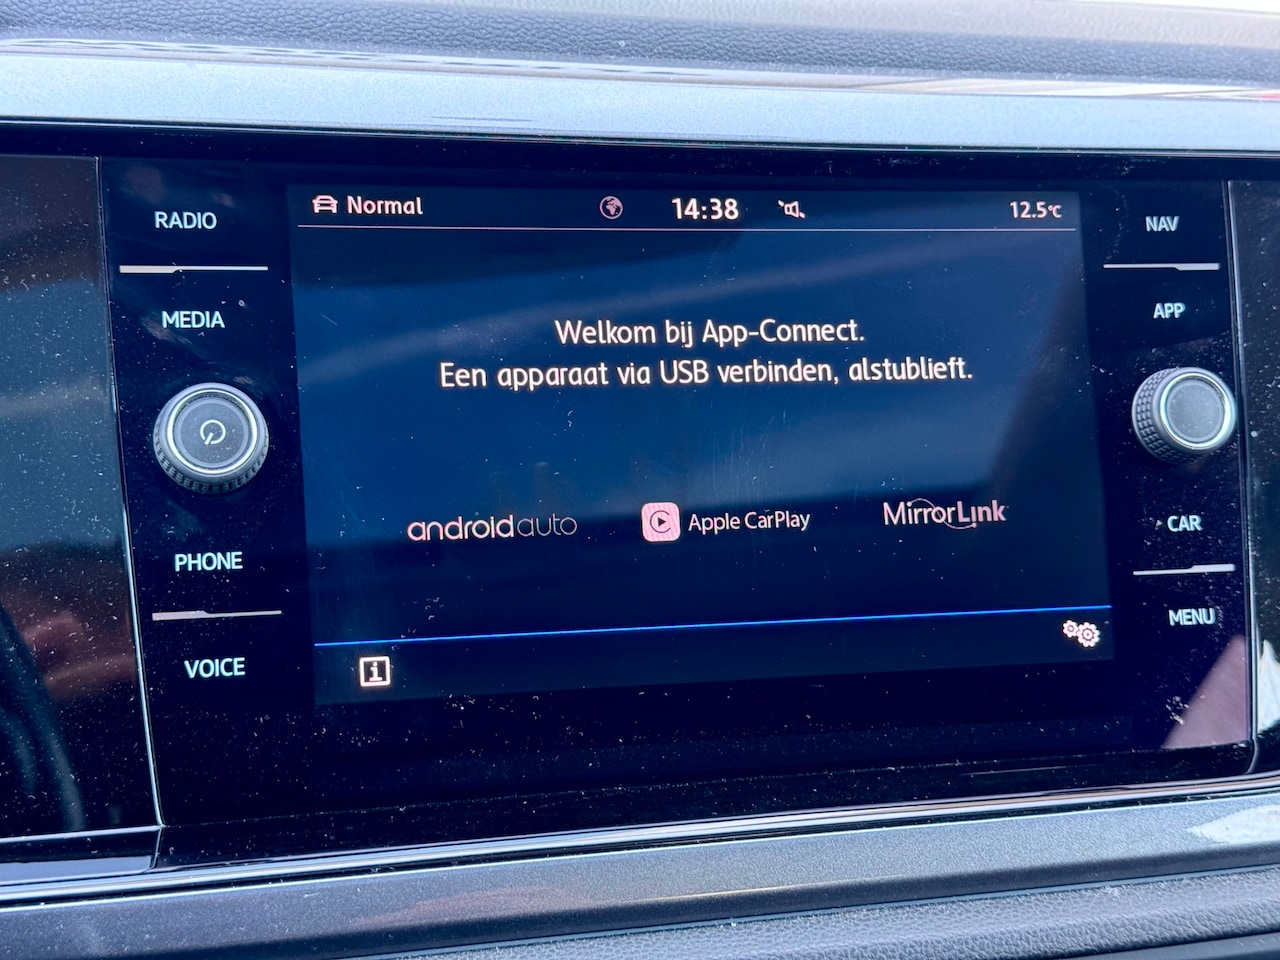 Normal 14:38 12.5°C
RADIO
MEDIA
PHONE
VOICE
Welkom bij App-Connect.
Een apparaat via USB verbinden, alstublieft.
androidauto Apple CarPlay MirrorLink
i
NAV
APP
CAR
MENU